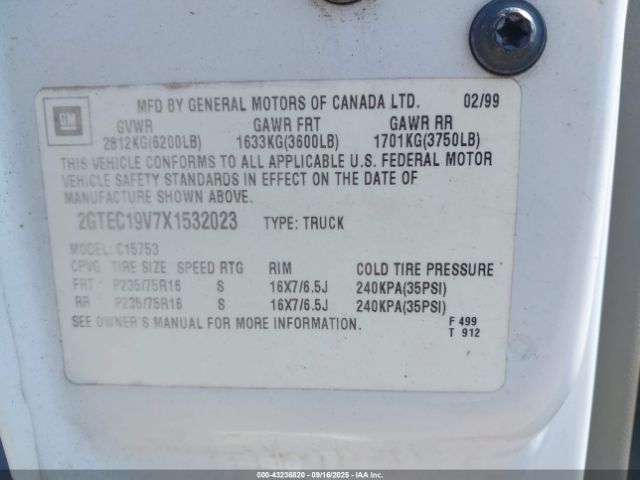 GM
MFD BY GENERAL MOTORS OF CANADA LTD. 02/99
GVWR GAWR FRT GAWR RR
2812KG(6200LB) 1633KG(3600LB) 1701KG(3750LB)
THIS VEHICLE CONFORMS TO ALL APPLICABLE U.S. FEDERAL MOTOR
VEHICLE SAFETY STANDARDS IN EFFECT ON THE DATE OF
MANUFACTURE SHOWN ABOVE.
2GTEC19V7X1532023 TYPE: TRUCK
MODEL: C15753
CPVG TIRE SIZE SPEED RTG RIM COLD TIRE PRESSURE
FRT P235/75R16 S 16X7/6.5J 240KPA(35PSI)
RR P235/75R16 S 16X7/6.5J 240KPA(35PSI)
SEE OWNER'S MANUAL FOR MORE INFORMATION.
F 499
T 912
000-43236820 - 09/16/2025 - IAAI.COM